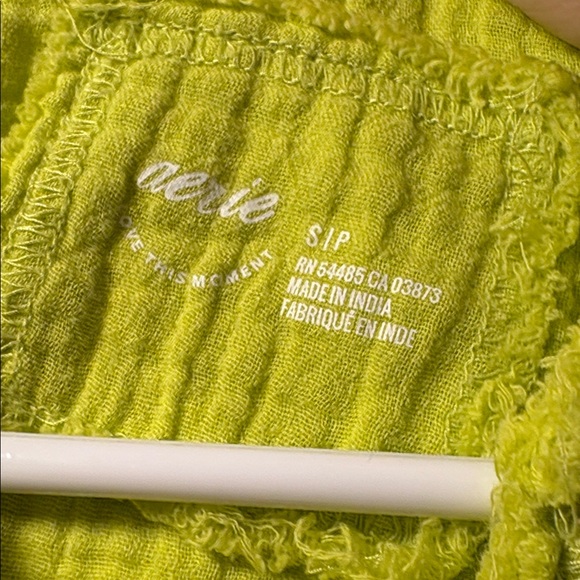 aerie
OVE THIS MOMENT
S/P
RN 54485 CA 03873
MADE IN INDIA
FABRIQUÉ EN INDE